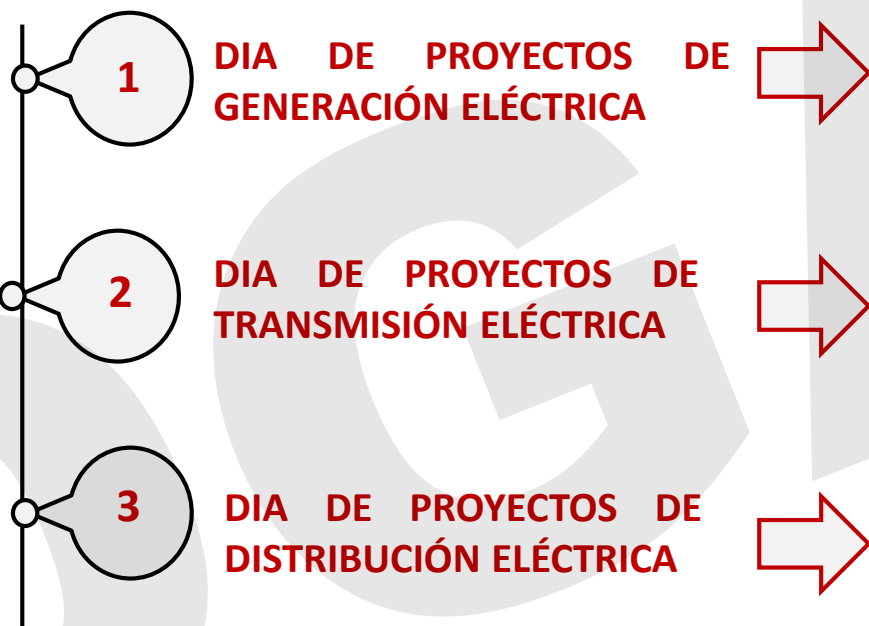 1
DIA DE PROYECTOS DE
GENERACIÓN ELÉCTRICA
2
DIA DE PROYECTOS DE
TRANSMISIÓN ELÉCTRICA
3
DIA DE PROYECTOS DE
DISTRIBUCIÓN ELÉCTRICA